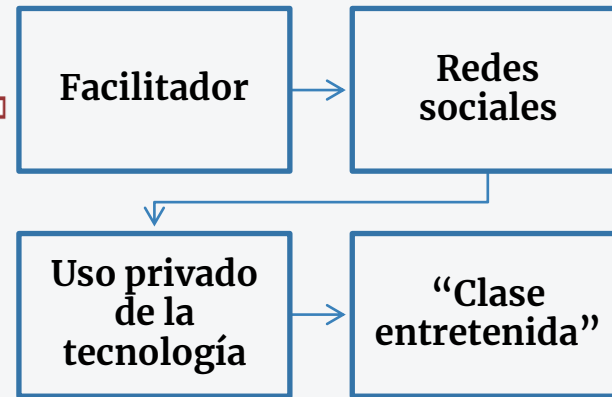 Facilitador
Redes
sociales
Uso privado
de la
tecnología
“Clase
entretenida”